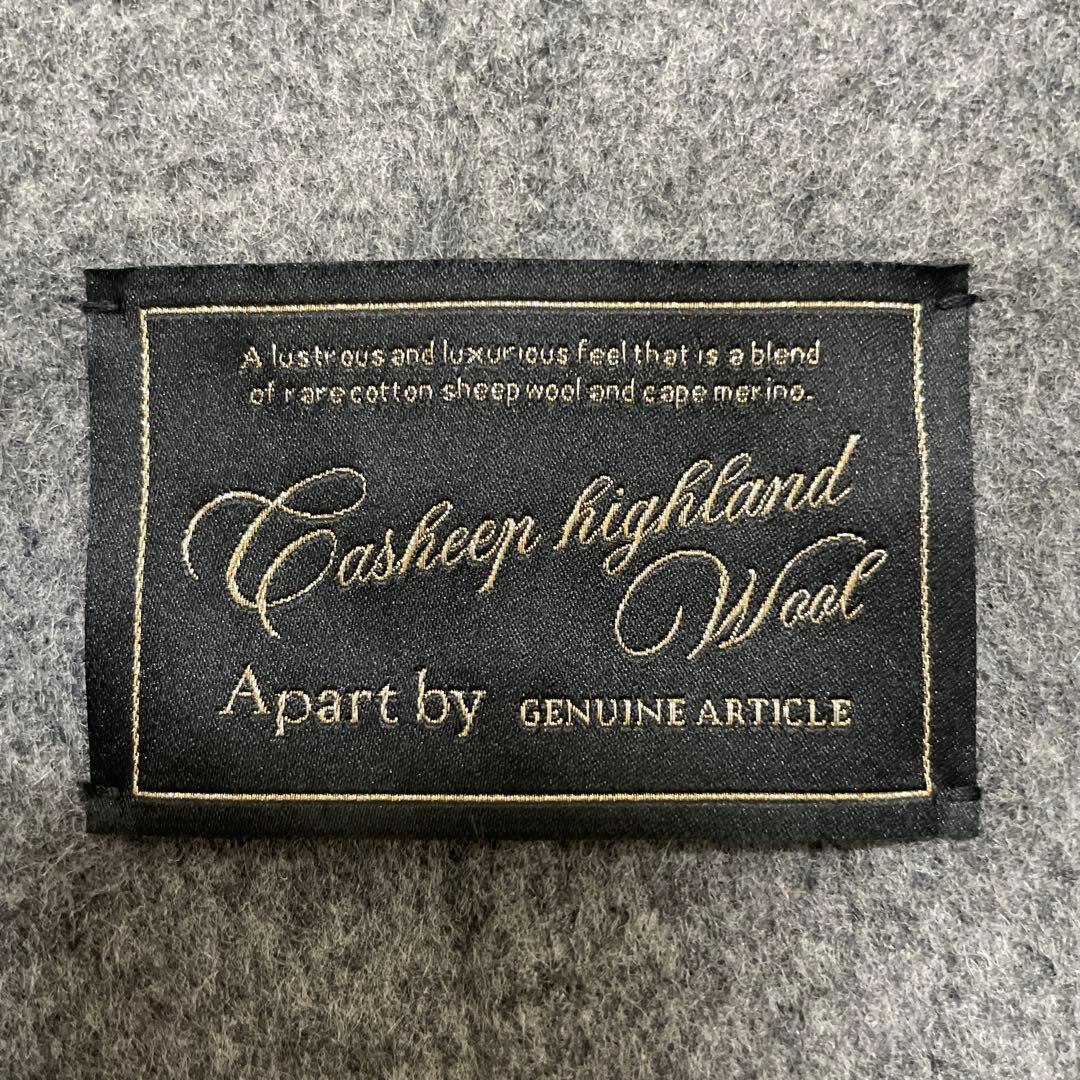 A lustrous and luxurious feel that is a blend
of rare cotton sheep wool and cape merino.
Casheep highland
Wool
Apart by GENUINE ARTICLE